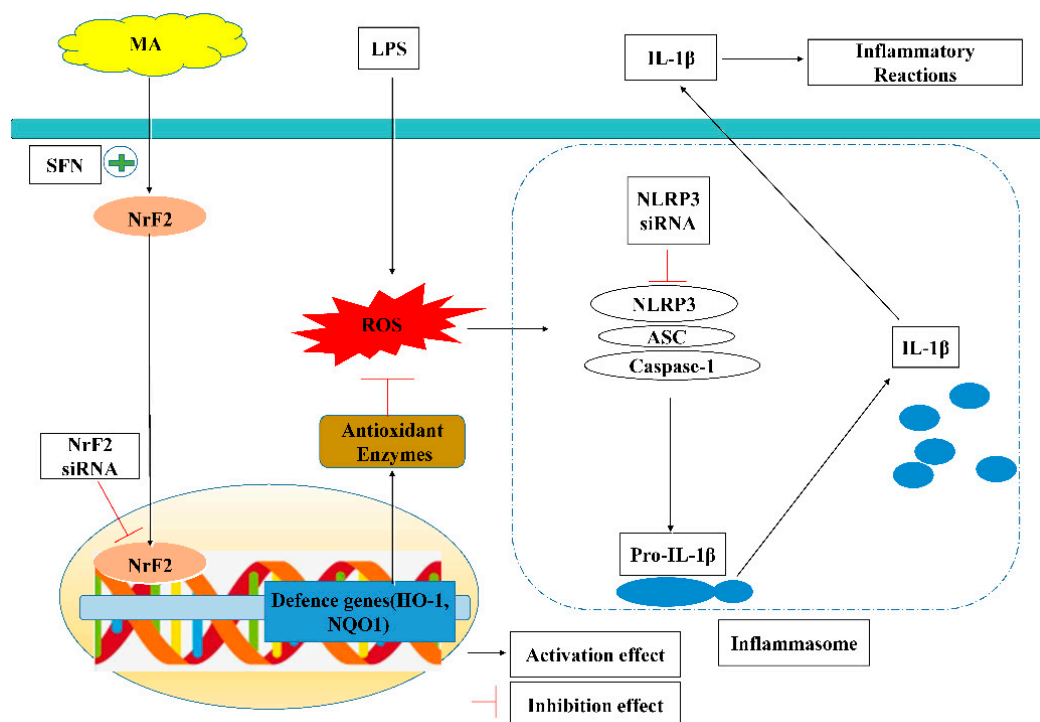 MA
LPS
IL-1β
Inflammatory
Reactions
SFN
NrF2
NLRP3
siRNA
NLRP3
ASC
Caspase-1
ROS
IL-1β
Antioxidant
Enzymes
NrF2
siRNA
NrF2
Defence genes(HO-1,
NQO1)
Pro-IL-1β
Inflammasome
Activation effect
Inhibition effect